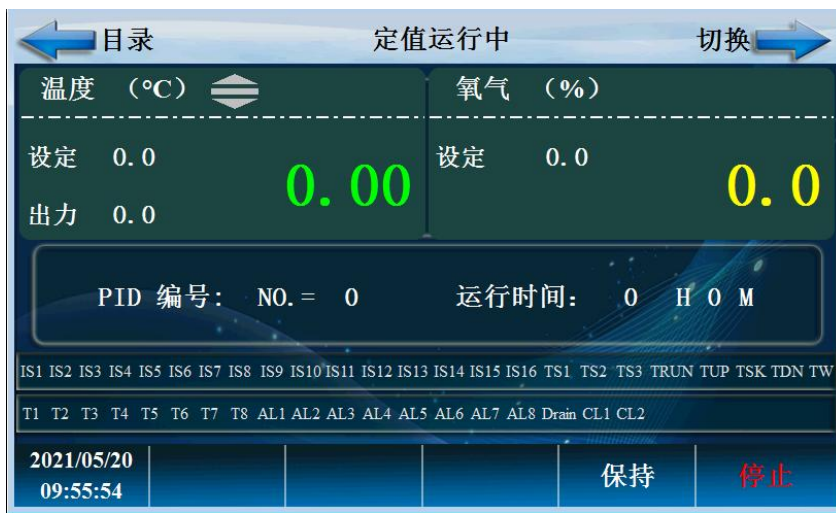 目录 定值运行中 切换
温度 （°C） 氧气 （%）
设定 0.0 0.00 设定 0.0 0.0
出力 0.0
PID 编号: NO.= 0 运行时间: 0 H 0 M
IS1 IS2 IS3 IS4 IS5 IS6 IS7 IS8 IS9 IS10 IS11 IS12 IS13 IS14 IS15 IS16 TS1 TS2 TS3 TRUN TUP TSK TDN TW
T1 T2 T3 T4 T5 T6 T7 T8 AL1 AL2 AL3 AL4 AL5 AL6 AL7 AL8 Drain CL1 CL2
2021/05/20
09:55:54 保持 停止